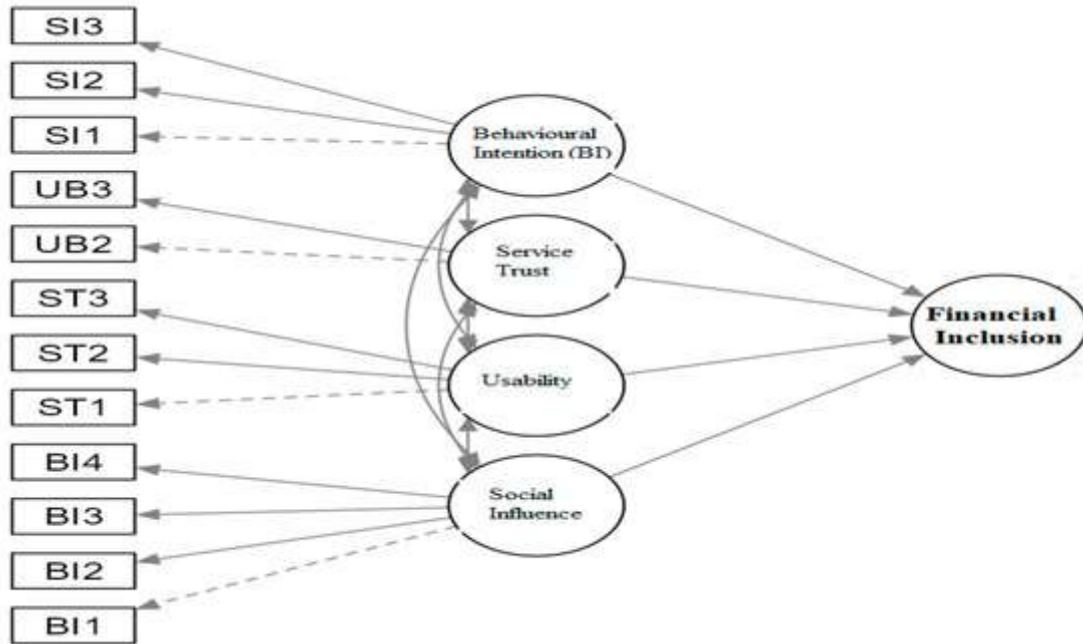 SI3
SI2
SI1
UB3
UB2
ST3
ST2
ST1
BI4
BI3
BI2
BI1
Behavioural
Intention (BI)
Service
Trust
Usability
Social
Influence
Financial
Inclusion